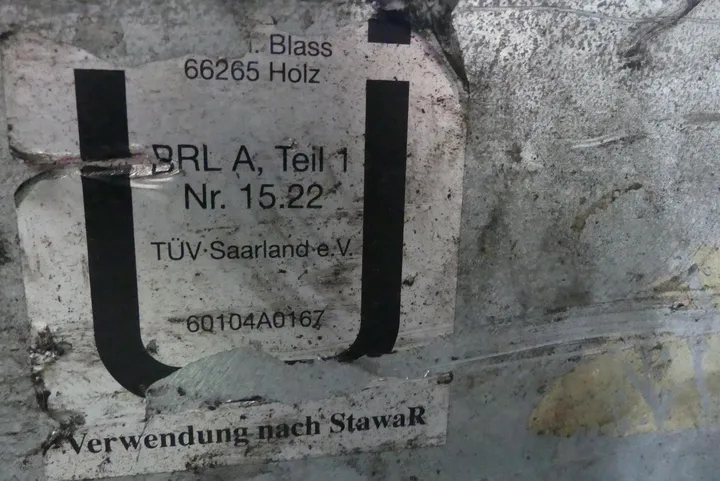 Blass
66265 Holz
BRL A, Teil 1
Nr. 15.22
TÜV·Saarland·e.V.
60104A0167
Verwendung nach StawaR